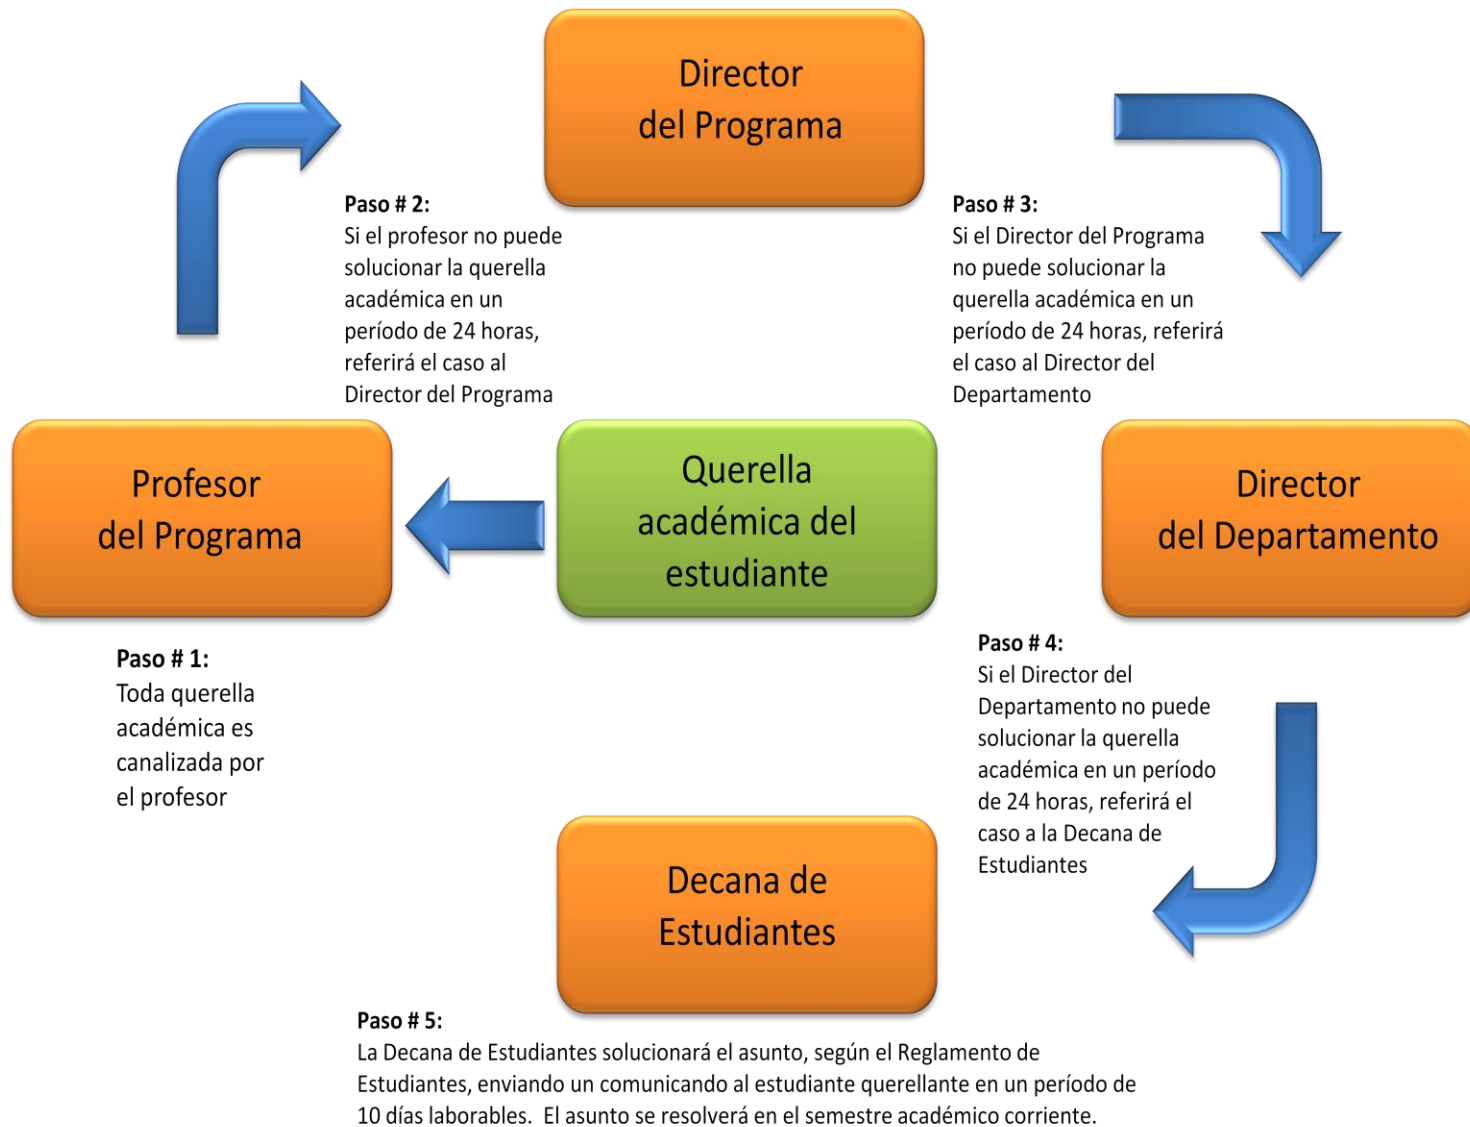 Director
del Programa
Paso # 2:
Si el profesor no puede
solucionar la querella
académica en un
período de 24 horas,
referirá el caso al
Director del Programa
Paso # 3:
Si el Director del Programa
no puede solucionar la
querella académica en un
período de 24 horas, referirá
el caso al Director del
Departamento
Profesor
del Programa
Querella
académica del
estudiante
Director
del Departamento
Paso # 1:
Toda querella
académica es
canalizada por
el profesor
Paso # 4:
Si el Director del
Departamento no puede
solucionar la querella
académica en un período
de 24 horas, referirá el
caso a la Decana de
Estudiantes
Decana de
Estudiantes
Paso # 5:
La Decana de Estudiantes solucionará el asunto, según el Reglamento de
Estudiantes, enviando un comunicando al estudiante querellante en un período de
10 días laborables.  El asunto se resolverá en el semestre académico corriente.